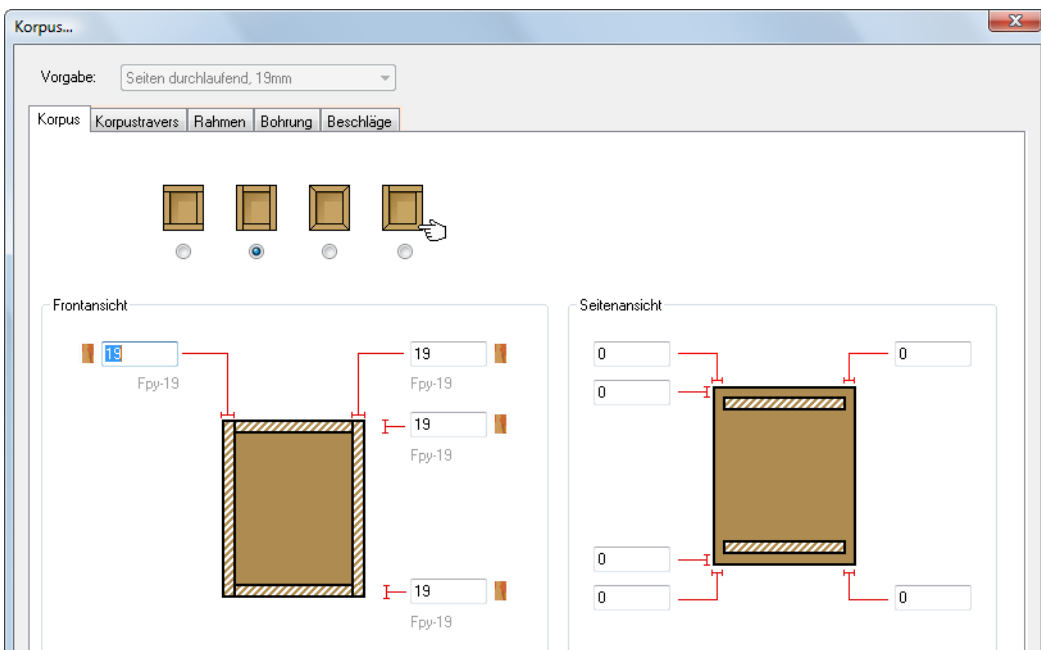 Korpus...
Vorgabe: Seiten durchlaufend, 19mm
Korpus Korpustravers Rahmen Bohrung Beschläge
Frontansicht
19 19
Fpy-19 Fpy-19
19
Fpy-19
19
Fpy-19
Seitenansicht
0 0
0
0
0 0